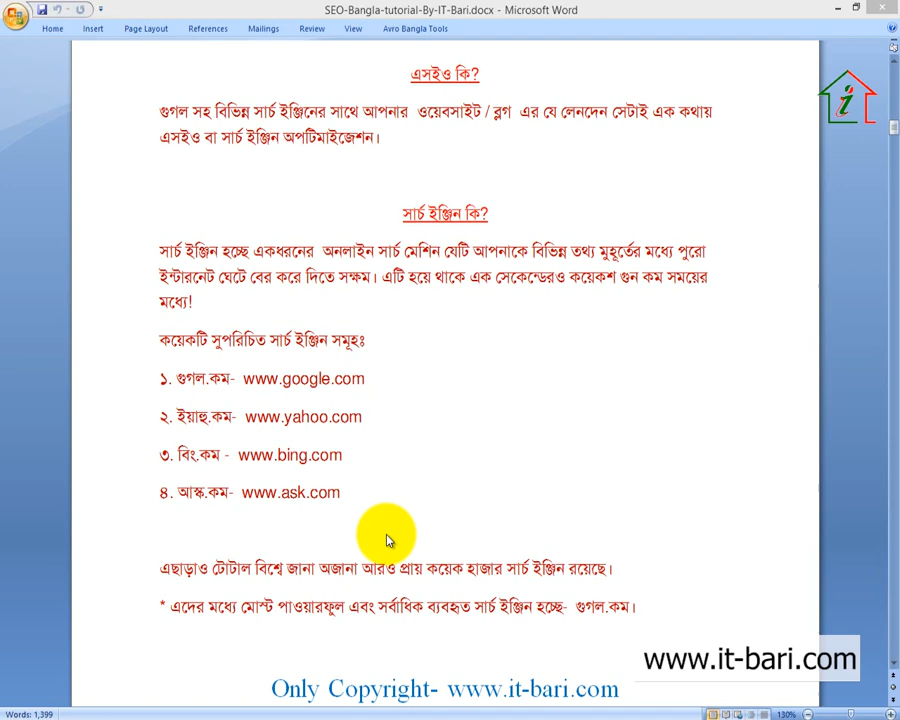 SEO-Bangla-tutorial-By-IT-Bari.docx - Microsoft Word
Home Insert Page Layout References Mailings Review View Avro Bangla Tools
এসইও কি?
গুগল সহ বিভিন্ন সার্চ ইঞ্জিনের সাথে আপনার ওয়েবসাইট / ব্লগ এর যে লেনদেন সেটাই এক কথায়
এসইও বা সার্চ ইঞ্জিন অপটিমাইজেশন।
সার্চ ইঞ্জিন কি?
সার্চ ইঞ্জিন হচ্ছে একধরনের অনলাইন সার্চ মেশিন যেটি আপনাকে বিভিন্ন তথ্য মুহূর্তের মধ্যে পুরো
ইন্টারনেট ঘেটে বের করে দিতে সক্ষম। এটি হয়ে থাকে এক সেকেন্ডেরও কয়েকশ গুন কম সময়ের
মধ্যে!
কয়েকটি সুপরিচিত সার্চ ইঞ্জিন সমূহঃ
১. গুগল.কম- www.google.com
২. ইয়াহু.কম- www.yahoo.com
৩. বিং.কম - www.bing.com
৪. আস্ক.কম- www.ask.com
এছাড়াও টোটাল বিশ্বে জানা অজানা আরও প্রায় কয়েক হাজার সার্চ ইঞ্জিন রয়েছে।
* এদের মধ্যে মোস্ট পাওয়ারফুল এবং সর্বাধিক ব্যবহৃত সার্চ ইঞ্জিন হচ্ছে- গুগল.কম।
www.it-bari.com
Only Copyright- www.it-bari.com
Words: 1,399 130%